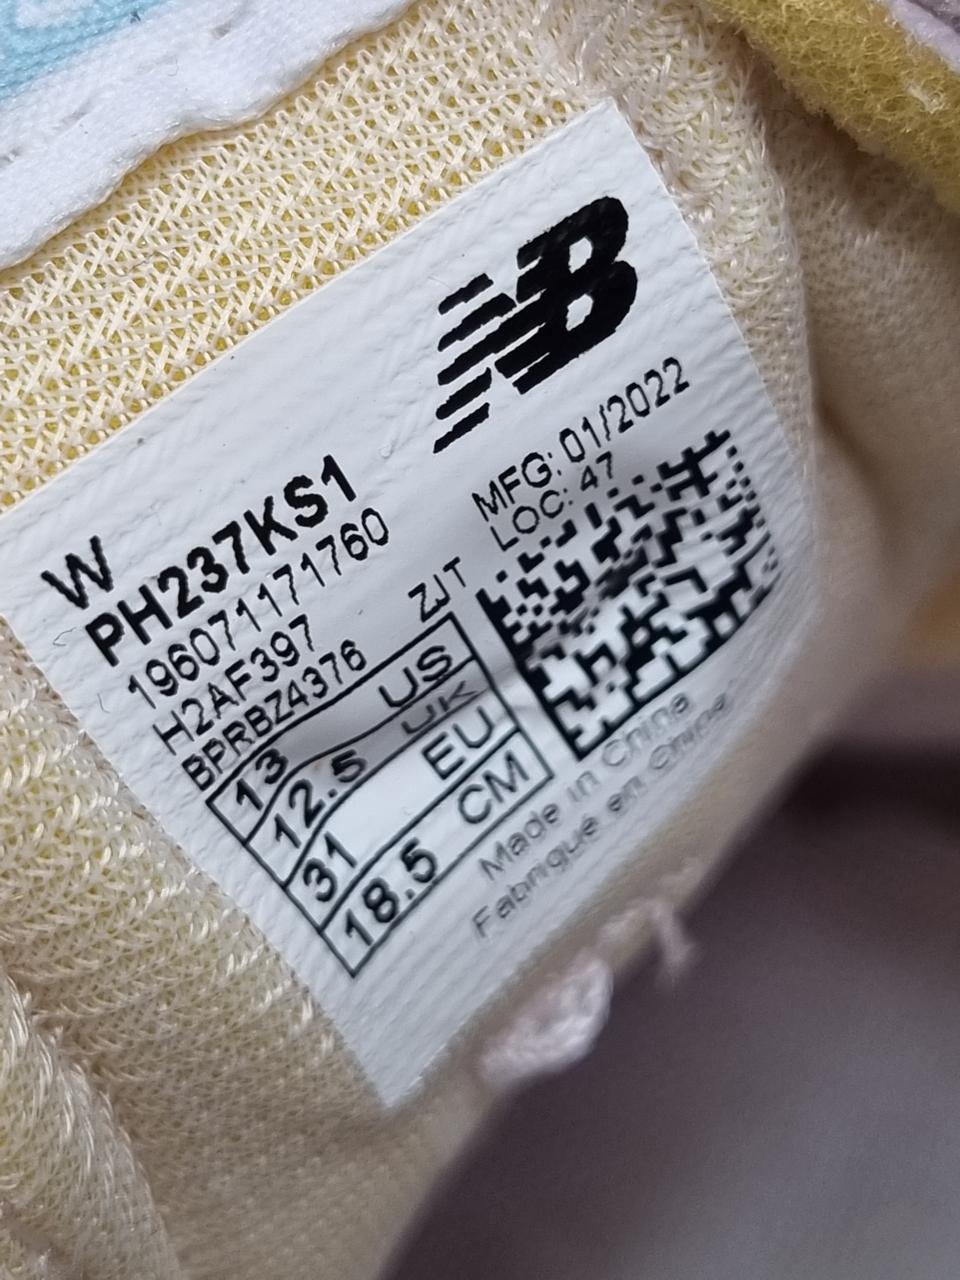 NB
MFG: 01/2022
LOC: 47
W
PH237KS1
196071171760
H2AF397 ZJT
BPRBZ4376
13 US
12.5 UK
31 EU
18.5 CM
Made in China
Fabriqué en Chine